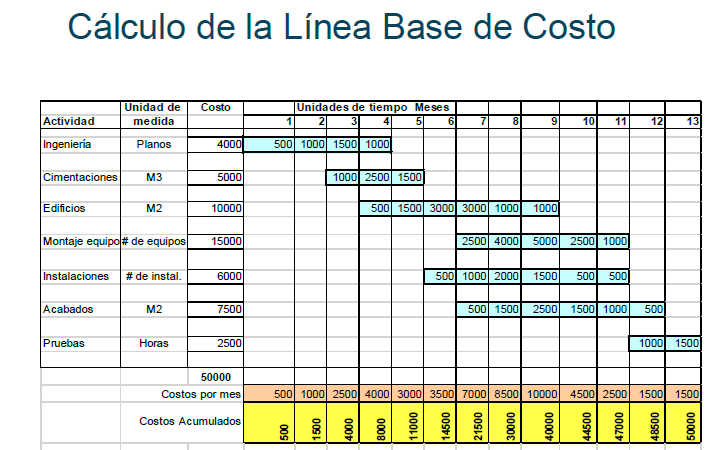 Cálculo de la Línea Base de Costo
Unidad de Costo Unidades de tiempo Meses
Actividad medida 1 2 3 4 5 6 7 8 9 10 11 12 13
Ingeniería Planos 4000 500 1000 1500 1000
Cimentaciones M3 5000 1000 2500 1500
Edificios M2 10000 500 1500 3000 3000 1000 1000
Montaje equipo # de equipos 15000 2500 4000 5000 2500 1000
Instalaciones # de instal. 6000 500 1000 2000 1500 500 500
Acabados M2 7500 500 1500 2500 1500 1000 500
Pruebas Horas 2500 1000 1500
50000
Costos por mes 500 1000 2500 4000 3000 3500 7000 8500 10000 4500 2500 1500 1500
Costos Acumulados 500 1500 4000 8000 11000 14500 21500 30000 40000 44500 47000 48500 50000